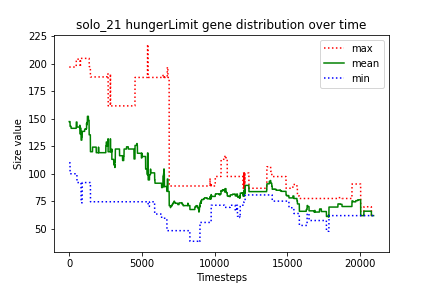 solo_21 hungerLimit gene distribution over time
225
200
175
150
125
100
75
50
Size value
max
mean
min
0
5000
10000
15000
20000
Timesteps